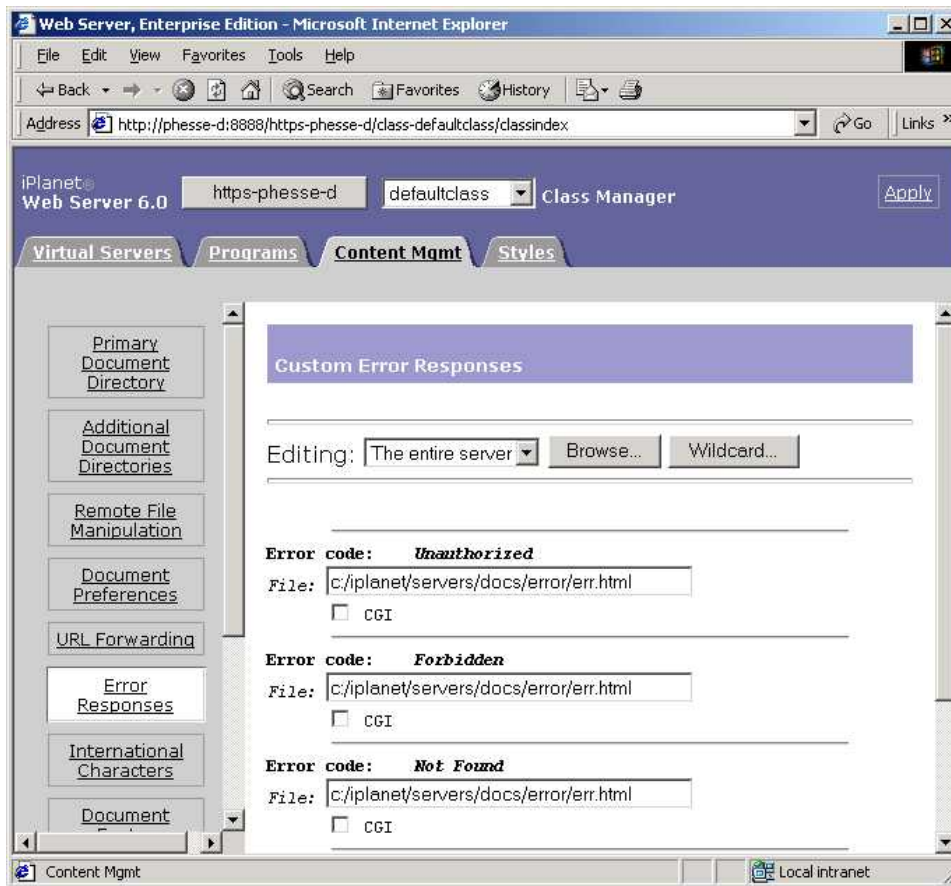 Web Server, Enterprise Edition - Microsoft Internet Explorer
File Edit View Favorites Tools Help
Back Search Favorites History
Address http://phesse-d:8888/https-phesse-d/class-defaultclass/classindex Go Links »
iPlanet®
Web Server 6.0 https-phesse-d defaultclass Class Manager Apply
Virtual Servers Programs Content Mgmt Styles
Primary
Document
Directory
Additional
Document
Directories
Remote File
Manipulation
Document
Preferences
URL Forwarding
Error
Responses
International
Characters
Document
Custom Error Responses
Editing: The entire server Browse... Wildcard...
Error code: Unauthorized
File: c:/iplanet/servers/docs/error/err.html
CGI
Error code: Forbidden
File: c:/iplanet/servers/docs/error/err.html
CGI
Error code: Not Found
File: c:/iplanet/servers/docs/error/err.html
CGI
Content Mgmt Local intranet